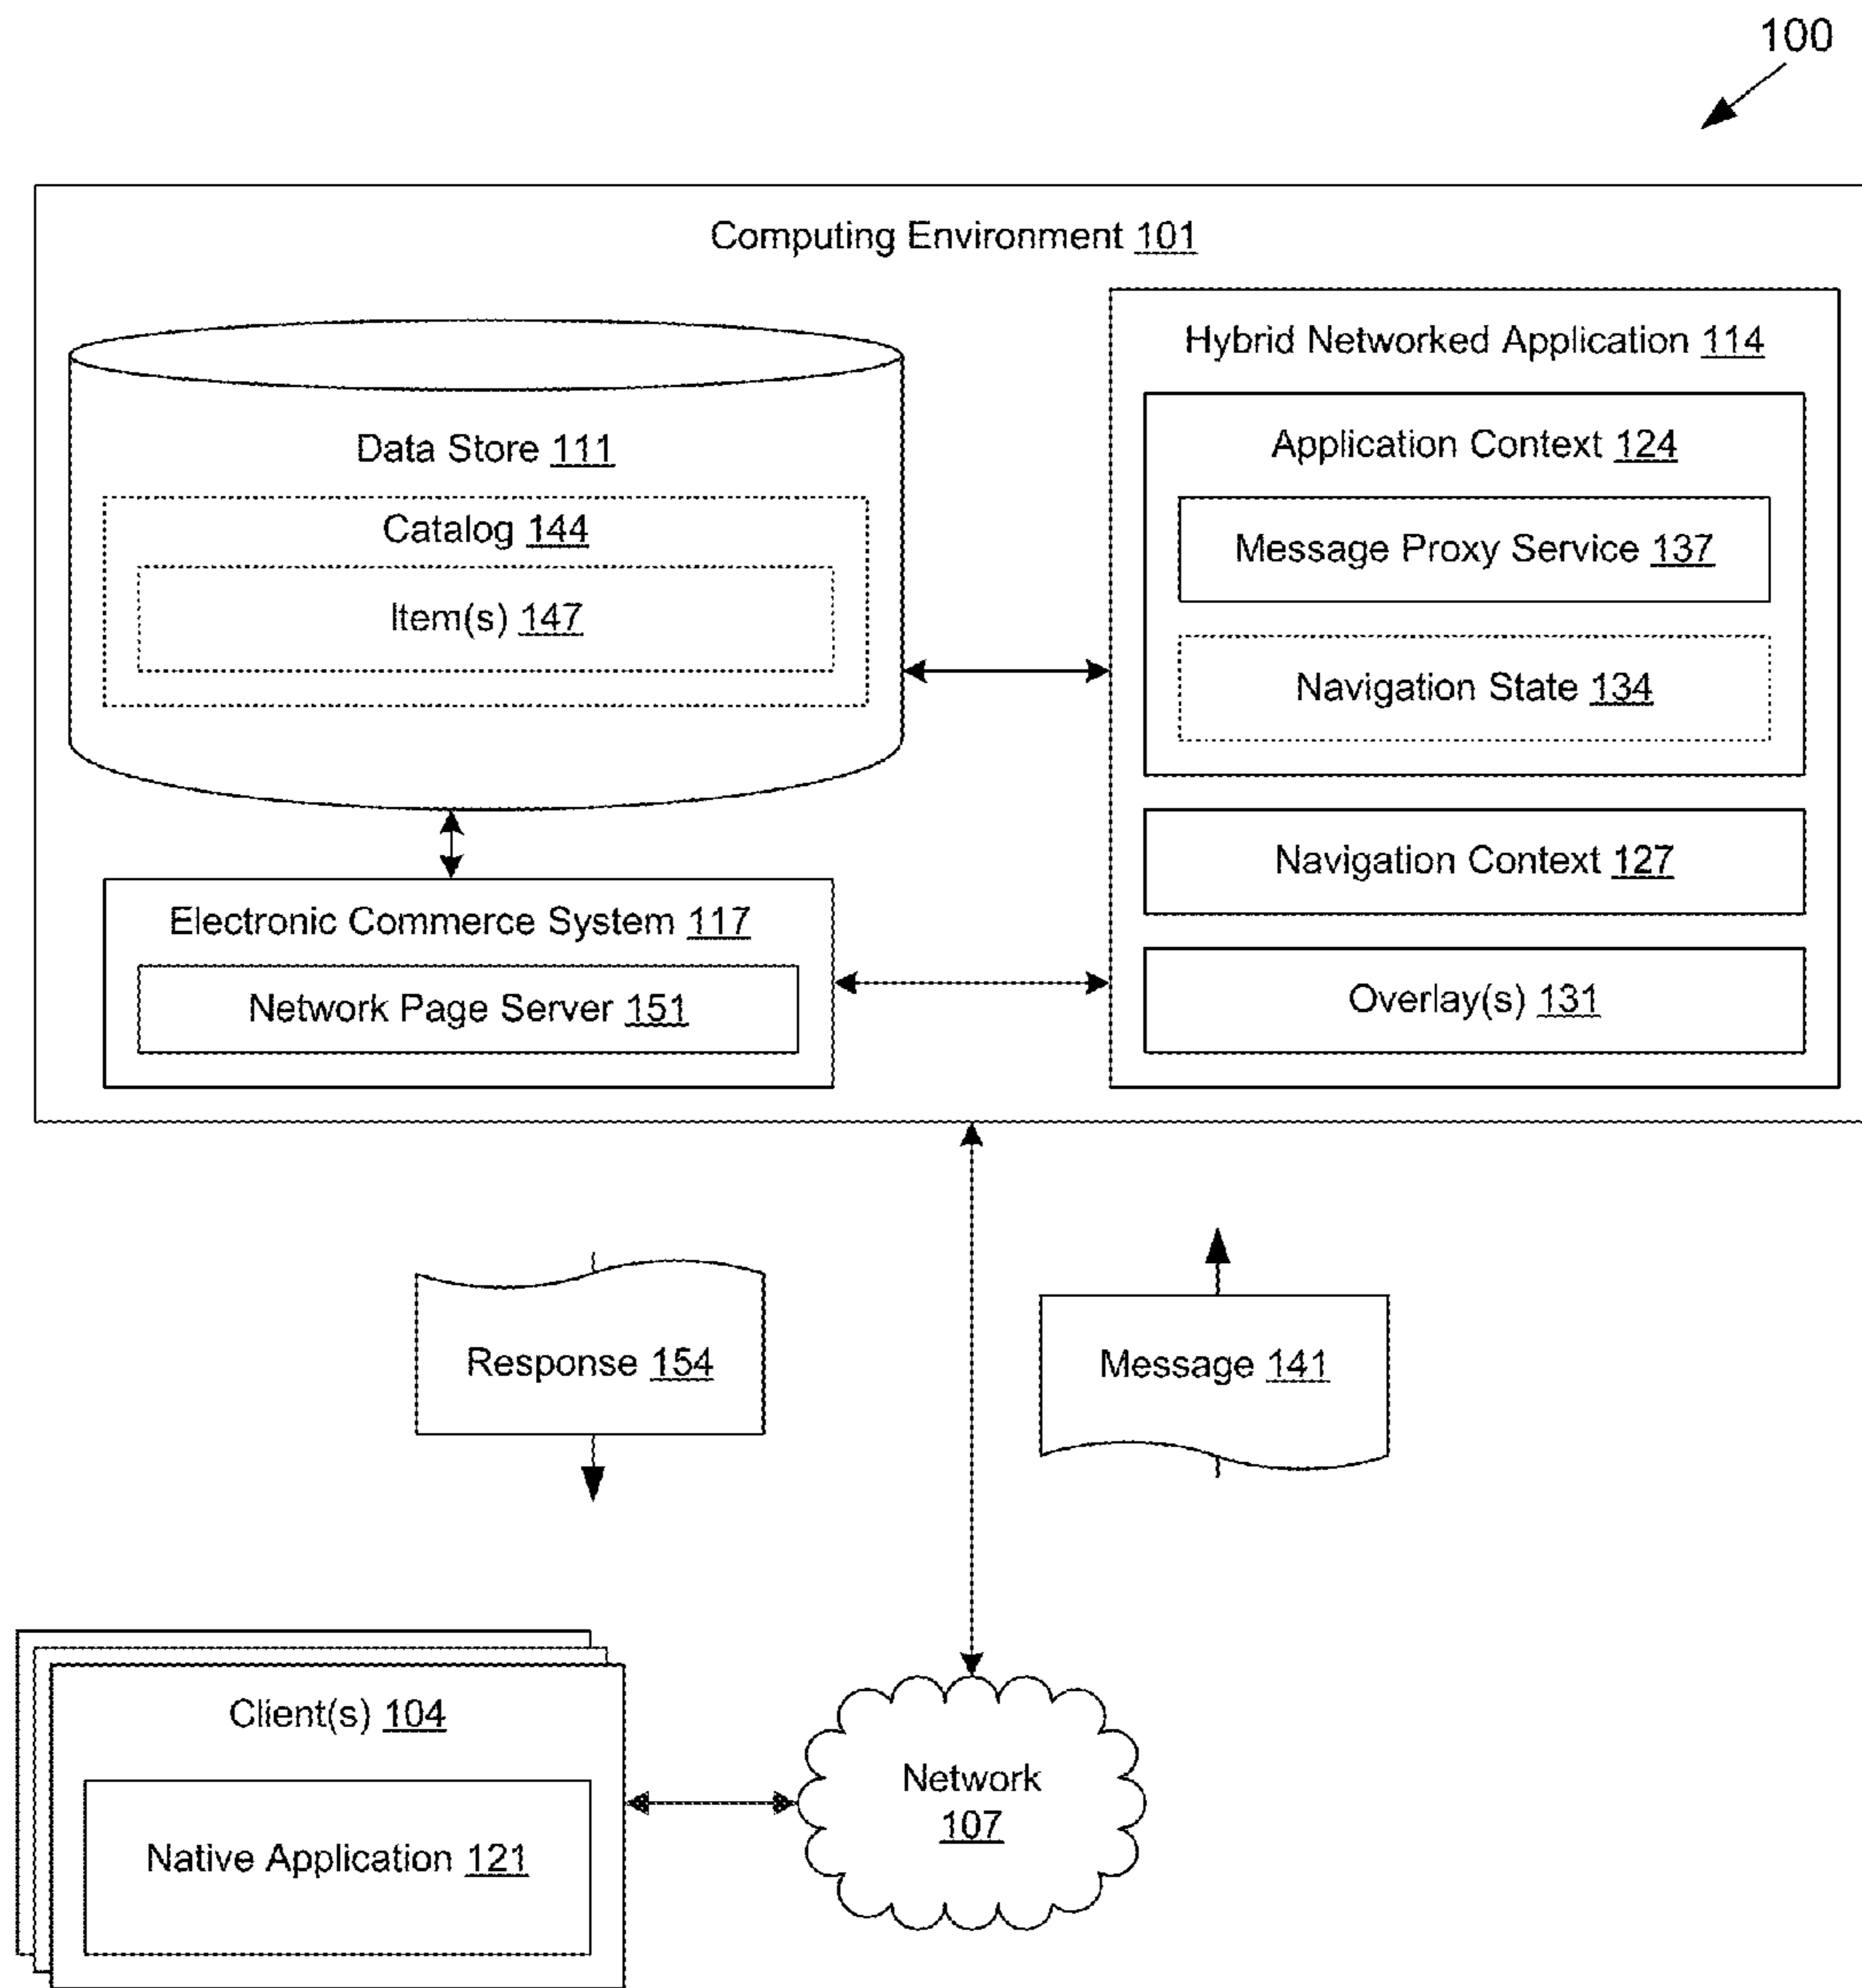 100
Computing Environment 101
Data Store 111
Catalog 144
Item(s) 147
Hybrid Networked Application 114
Application Context 124
Message Proxy Service 137
Navigation State 134
Navigation Context 127
Overlay(s) 131
Electronic Commerce System 117
Network Page Server 151
Response 154
Message 141
Client(s) 104
Native Application 121
Network
107